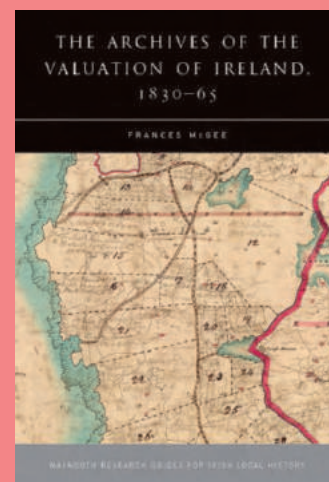 THE ARCHIVES OF THE
VALUATION OF IRELAND,
1830–65
FRANCES McGEE
MAYNOOTH RESEARCH GUIDES FOR IRISH LOCAL HISTORY